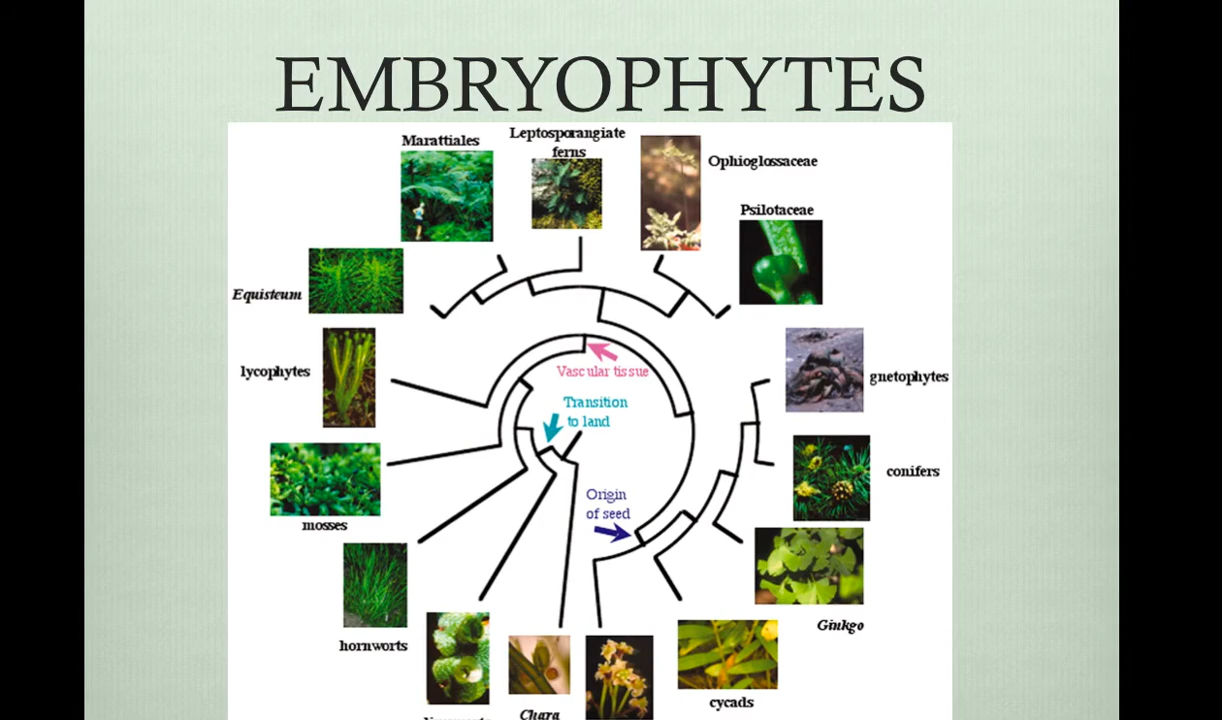 EMBRYOPHYTES
Marattiales
Leptosporangiate
ferns
Ophioglossaceae
Psilotaceae
Equisteum
lycophytes
gnetophytes
Vascular tissue
Transition
to land
conifers
Origin
of seed
mosses
Ginkgo
hornworts
cycads
Chara